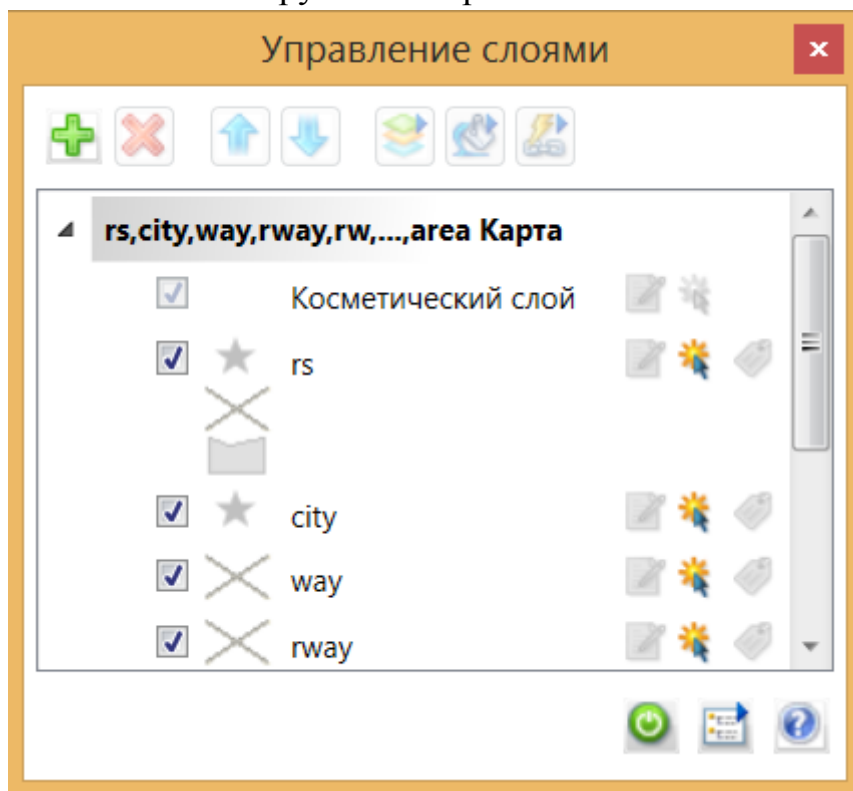 Управление слоями
rs,city,way,rway,rw,...,area Карта
Косметический слой
rs
city
way
rway